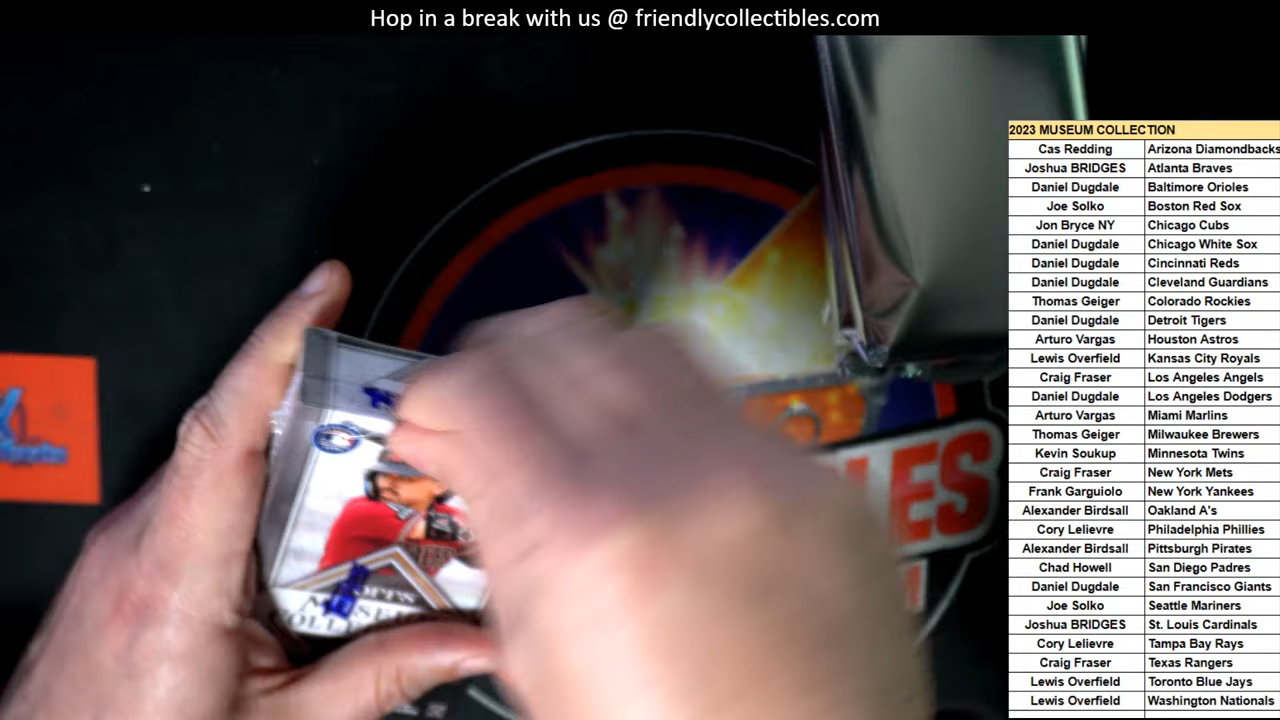 Hop in a break with us @ friendlycollectibles.com
2023 MUSEUM COLLECTION
Cas Redding Arizona Diamondbacks
Joshua BRIDGES Atlanta Braves
Daniel Dugdale Baltimore Orioles
Joe Solko Boston Red Sox
Jon Bryce NY Chicago Cubs
Daniel Dugdale Chicago White Sox
Daniel Dugdale Cincinnati Reds
Daniel Dugdale Cleveland Guardians
Thomas Geiger Colorado Rockies
Daniel Dugdale Detroit Tigers
Arturo Vargas Houston Astros
Lewis Overfield Kansas City Royals
Craig Fraser Los Angeles Angels
Daniel Dugdale Los Angeles Dodgers
Arturo Vargas Miami Marlins
Thomas Geiger Milwaukee Brewers
Kevin Soukup Minnesota Twins
Craig Fraser New York Mets
Frank Garguiolo New York Yankees
Alexander Birdsall Oakland A's
Cory Lelievre Philadelphia Phillies
Alexander Birdsall Pittsburgh Pirates
Chad Howell San Diego Padres
Daniel Dugdale San Francisco Giants
Joe Solko Seattle Mariners
Joshua BRIDGES St. Louis Cardinals
Cory Lelievre Tampa Bay Rays
Craig Fraser Texas Rangers
Lewis Overfield Toronto Blue Jays
Lewis Overfield Washington Nationals